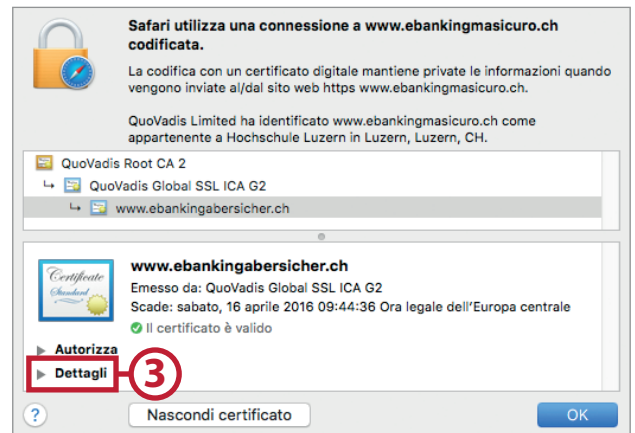 Safari utilizza una connessione a www.ebankingmasicuro.ch
codificata.
La codifica con un certificato digitale mantiene private le informazioni quando
vengono inviate al/dal sito web https www.ebankingmasicuro.ch.
QuoVadis Limited ha identificato www.ebankingmasicuro.ch come
appartenente a Hochschule Luzern in Luzern, Luzern, CH.
QuoVadis Root CA 2
QuoVadis Global SSL ICA G2
www.ebankingabersicher.ch
Certificate
Standard
www.ebankingabersicher.ch
Emesso da: QuoVadis Global SSL ICA G2
Scade: sabato, 16 aprile 2016 09:44:36 Ora legale dell'Europa centrale
Il certificato è valido
Autorizza
Dettagli
3
?
Nascondi certificato
OK